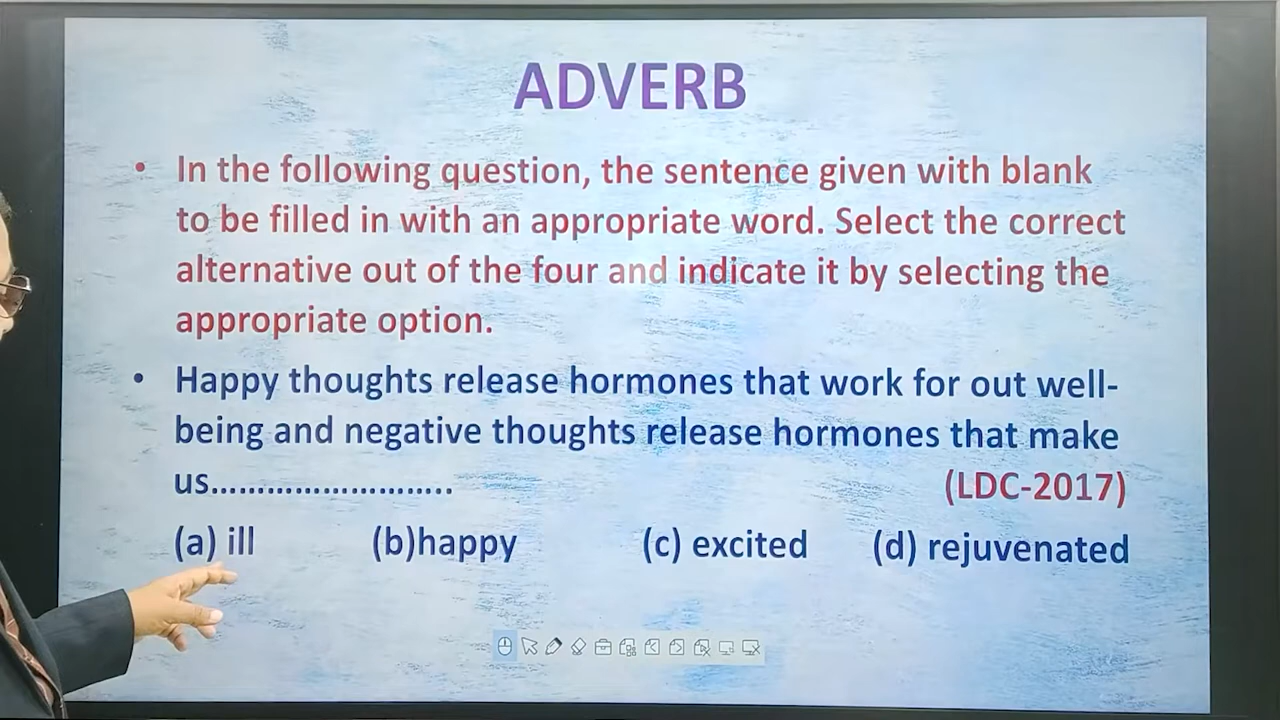 ADVERB
• In the following question, the sentence given with blank
to be filled in with an appropriate word. Select the correct
alternative out of the four and indicate it by selecting the
appropriate option.
• Happy thoughts release hormones that work for out well-
being and negative thoughts release hormones that make
us.......................... (LDC-2017)
(a) ill (b)happy (c) excited (d) rejuvenated